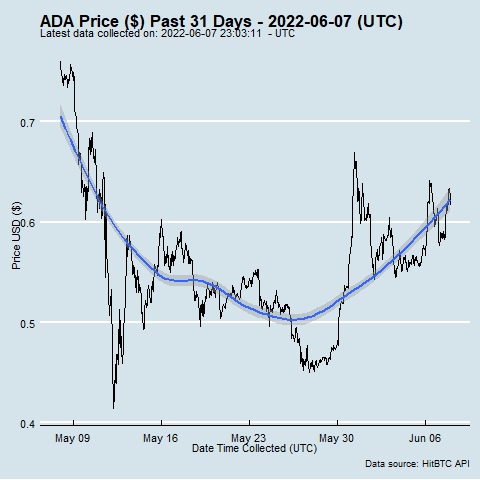 ADA Price ($) Past 31 Days - 2022-06-07 (UTC)
Latest data collected on: 2022-06-07 23:03:11  - UTC
Price USD ($)
0.7
0.6
0.5
0.4
May 09 May 16 May 23 May 30 Jun 06
Date Time Collected (UTC)
Data source: HitBTC API